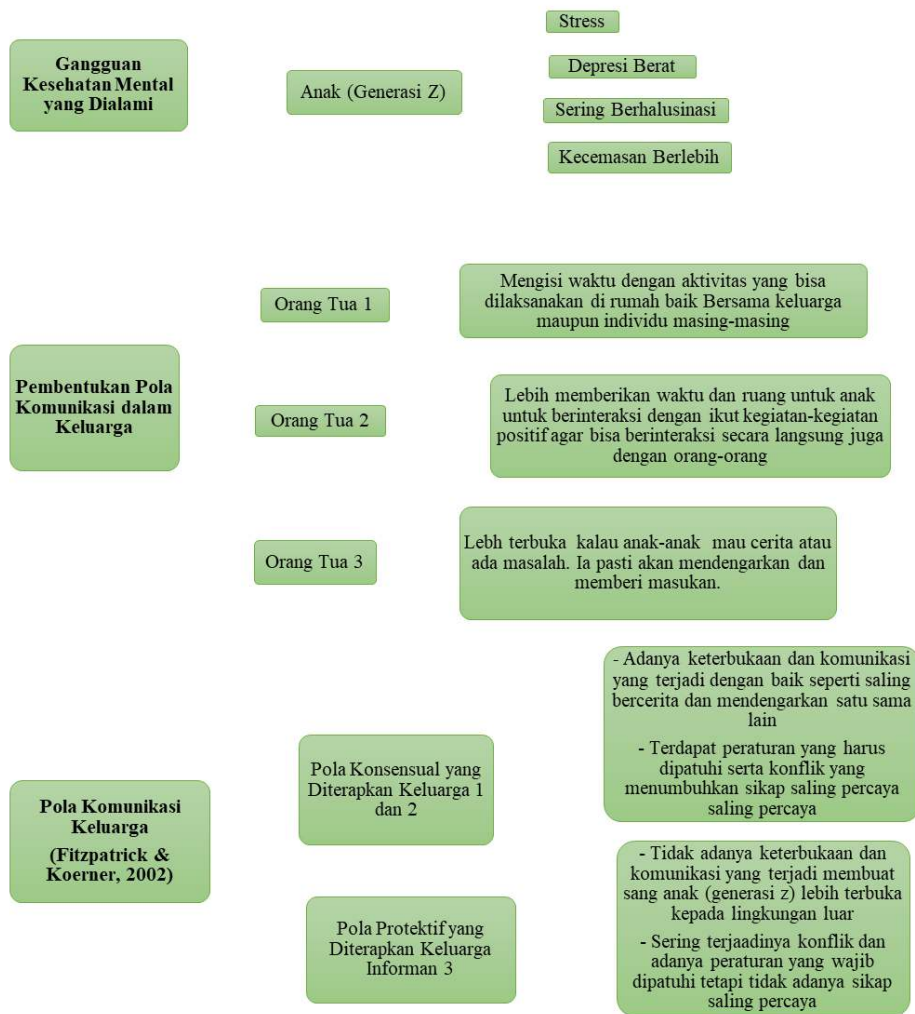 Gangguan
Kesehatan Mental
yang Dialami
Anak (Generasi Z)
Stress
Depresi Berat
Sering Berhalusinasi
Kecemasan Berlebih
Pembentukan Pola
Komunikasi dalam
Keluarga
Orang Tua 1
Mengisi waktu dengan aktivitas yang bisa
dilaksanakan di rumah baik Bersama keluarga
maupun individu masing-masing
Orang Tua 2
Lebih memberikan waktu dan ruang untuk anak
untuk berinteraksi dengan ikut kegiatan-kegiatan
positif agar bisa berinteraksi secara langsung juga
dengan orang-orang
Orang Tua 3
Lebh terbuka kalau anak-anak mau cerita atau
ada masalah. Ia pasti akan mendengarkan dan
memberi masukan.
Pola Komunikasi
Keluarga
(Fitzpatrick &
Koerner, 2002)
Pola Konsensual yang
Diterapkan Keluarga 1
dan 2
- Adanya keterbukaan dan komunikasi
yang terjadi dengan baik seperti saling
bercerita dan mendengarkan satu sama
lain
- Terdapat peraturan yang harus
dipatuhi serta konflik yang
menumbuhkan sikap saling percaya
saling percaya
Pola Protektif yang
Diterapkan Keluarga
Informan 3
- Tidak adanya keterbukaan dan
komunikasi yang terjadi membuat
sang anak (generasi z) lebih terbuka
kepada lingkungan luar
- Sering terjaadinya konflik dan
adanya peraturan yang wajib
dipatuhi tetapi tidak adanya sikap
saling percaya